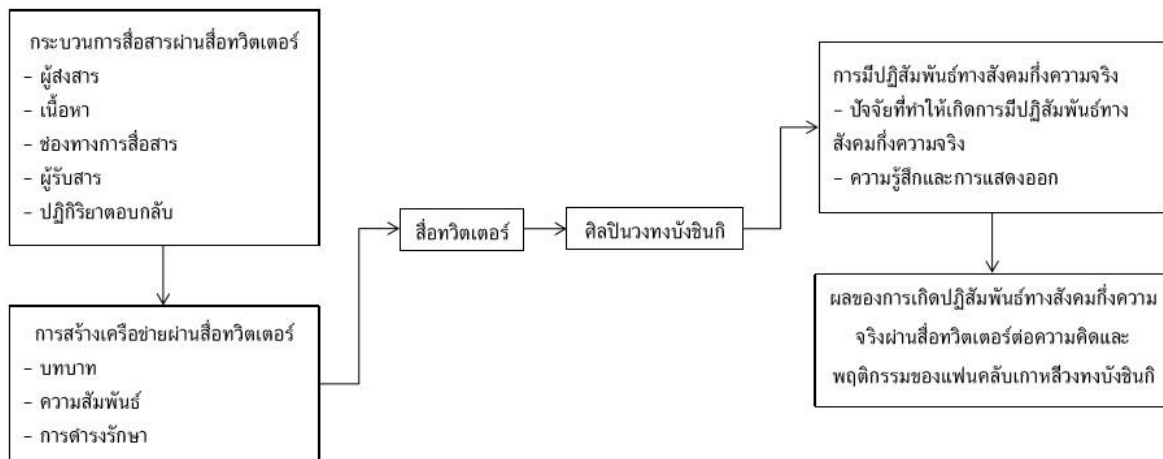 กระบวนการสื่อสารผ่านสื่อทวิตเตอร์
- ผู้ส่งสาร
- เนื้อหา
- ช่องทางการสื่อสาร
- ผู้รับสาร
- ปฏิกิริยาตอบกลับ
การสร้างเครือข่ายผ่านสื่อทวิตเตอร์
- บทบาท
- ความสัมพันธ์
- การดำรงรักษา
สื่อทวิตเตอร์
ศิลปินวงทงบังชินกิ
การมีปฏิสัมพันธ์ทางสังคมกึ่งความจริง
- ปัจจัยที่ทำให้เกิดการมีปฏิสัมพันธ์ทาง
สังคมกึ่งความจริง
- ความรู้สึกและการแสดงออก
ผลของการเกิดปฏิสัมพันธ์ทางสังคมกึ่งความ
จริงผ่านสื่อทวิตเตอร์ต่อความคิดและ
พฤติกรรมของแฟนคลับเกาหลีวงทงบังชินกิ